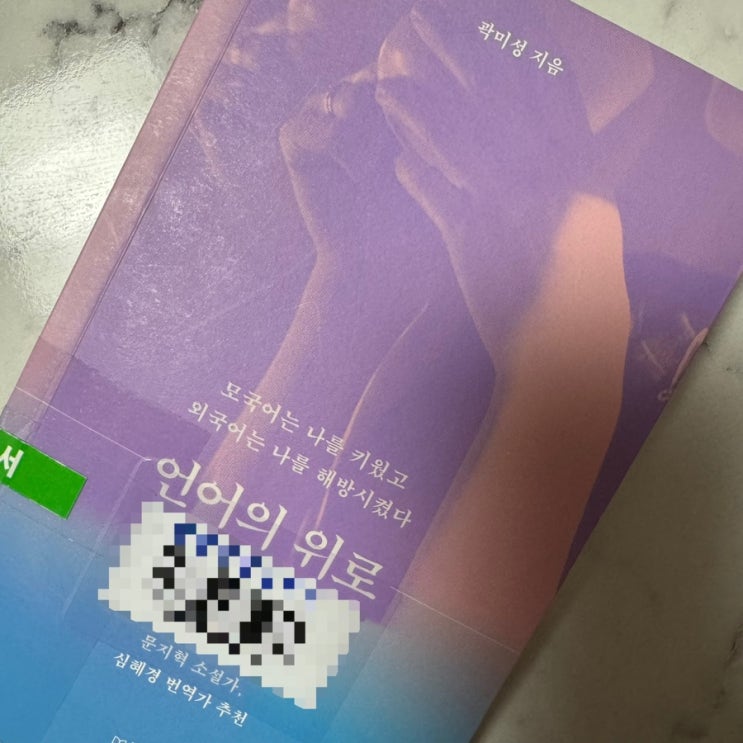 곽미성 지음
모국어는 나를 키웠고
외국어는 나를 해방시켰다
언어의 위로
서
문지혁 소설가,
심혜경 번역가 추천